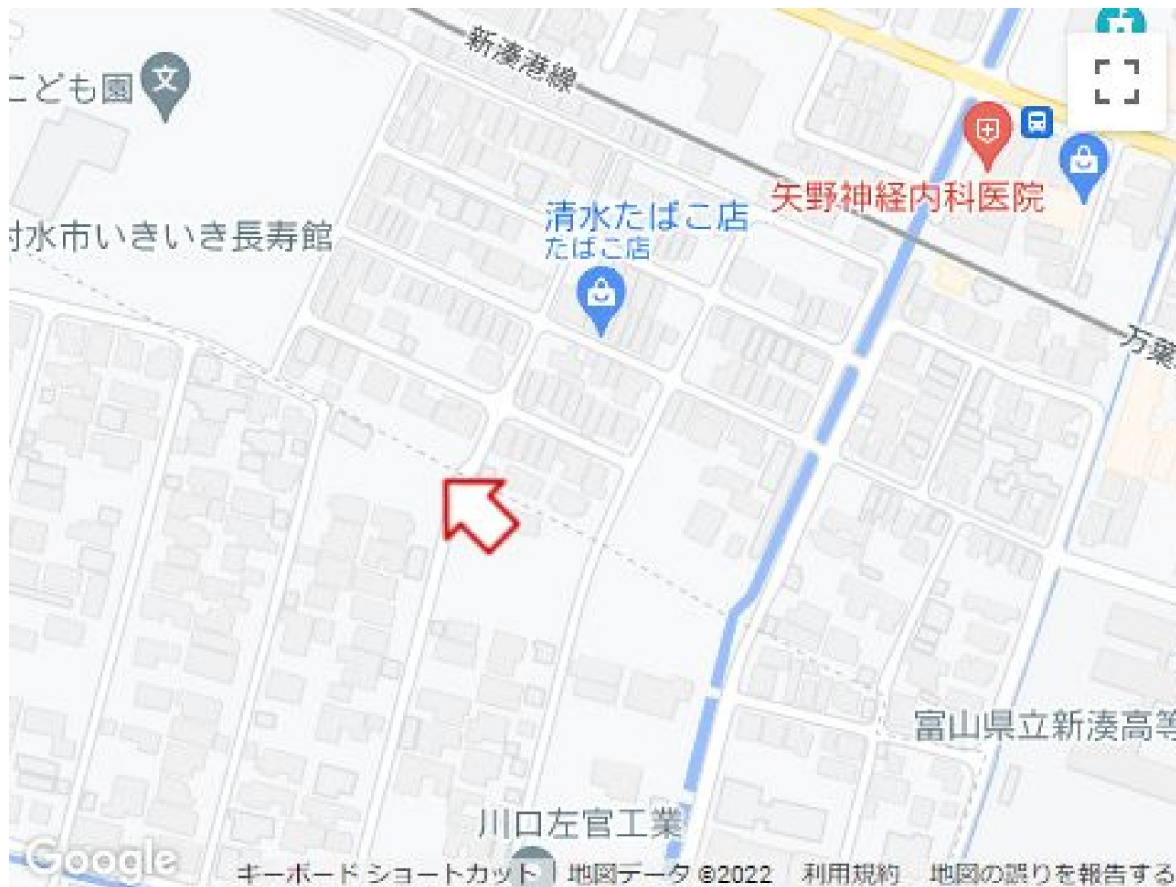 新湊港線
こども園
文
矢野神経内科医院
清水たばこ店
たばこ店
射水市いきいき長寿館
万葉
富山県立新湊高等
川口左官工業
Google
キーボード ショートカット
地図データ ©2022
利用規約
地図の誤りを報告する